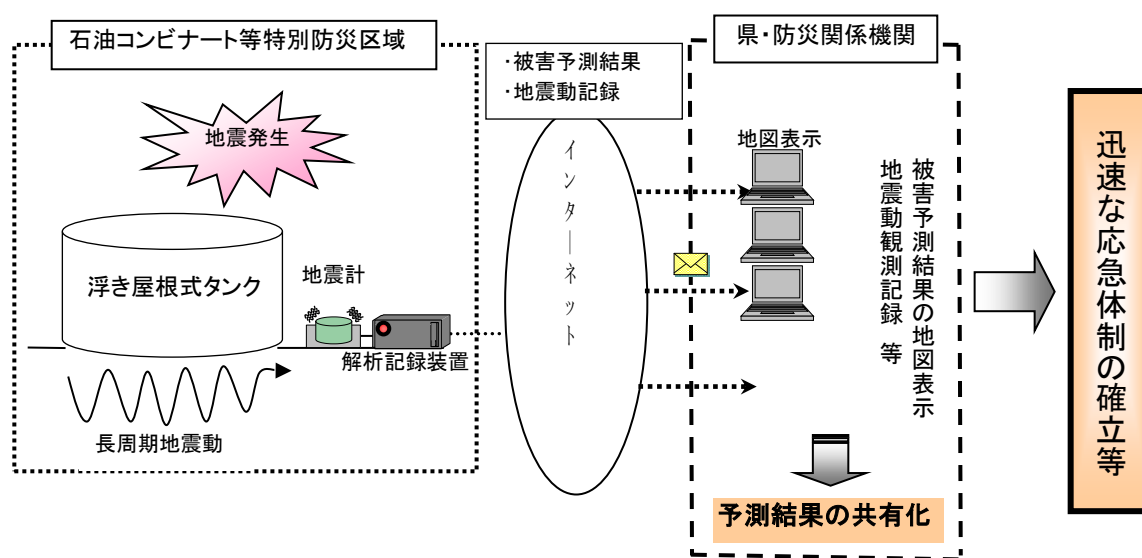 石油コンビナート等特別防災区域
地震発生
浮き屋根式タンク
地震計
解析記録装置
長周期地震動
・被害予測結果
・地震動記録
インターネット
県・防災関係機関
地図表示
被害予測結果の地図表示
地震動観測記録 等
予測結果の共有化
迅速な応急体制の確立等